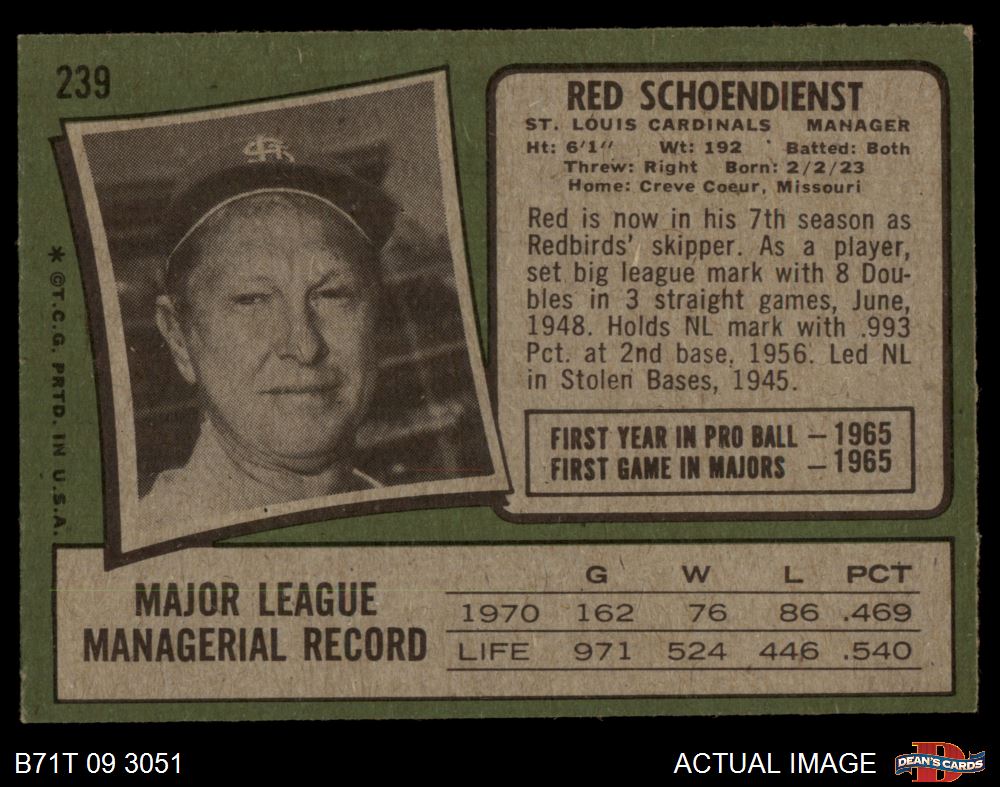 239
RED SCHOENDIENST
ST. LOUIS CARDINALS MANAGER
Ht: 6'1" Wt: 192 Batted: Both
Threw: Right Born: 2/2/23
Home: Creve Coeur, Missouri
Red is now in his 7th season as
Redbirds' skipper. As a player,
set big league mark with 8 Dou-
bles in 3 straight games, June,
1948. Holds NL mark with .993
Pct. at 2nd base, 1956. Led NL
in Stolen Bases, 1945.
FIRST YEAR IN PRO BALL – 1965
FIRST GAME IN MAJORS – 1965
* ©T.C.G. PRTD. IN U.S.A.
MAJOR LEAGUE
MANAGERIAL RECORD
G W L PCT
1970 162 76 86 .469
LIFE 971 524 446 .540
B71T 09 3051
ACTUAL IMAGE
DEAN'S CARDS